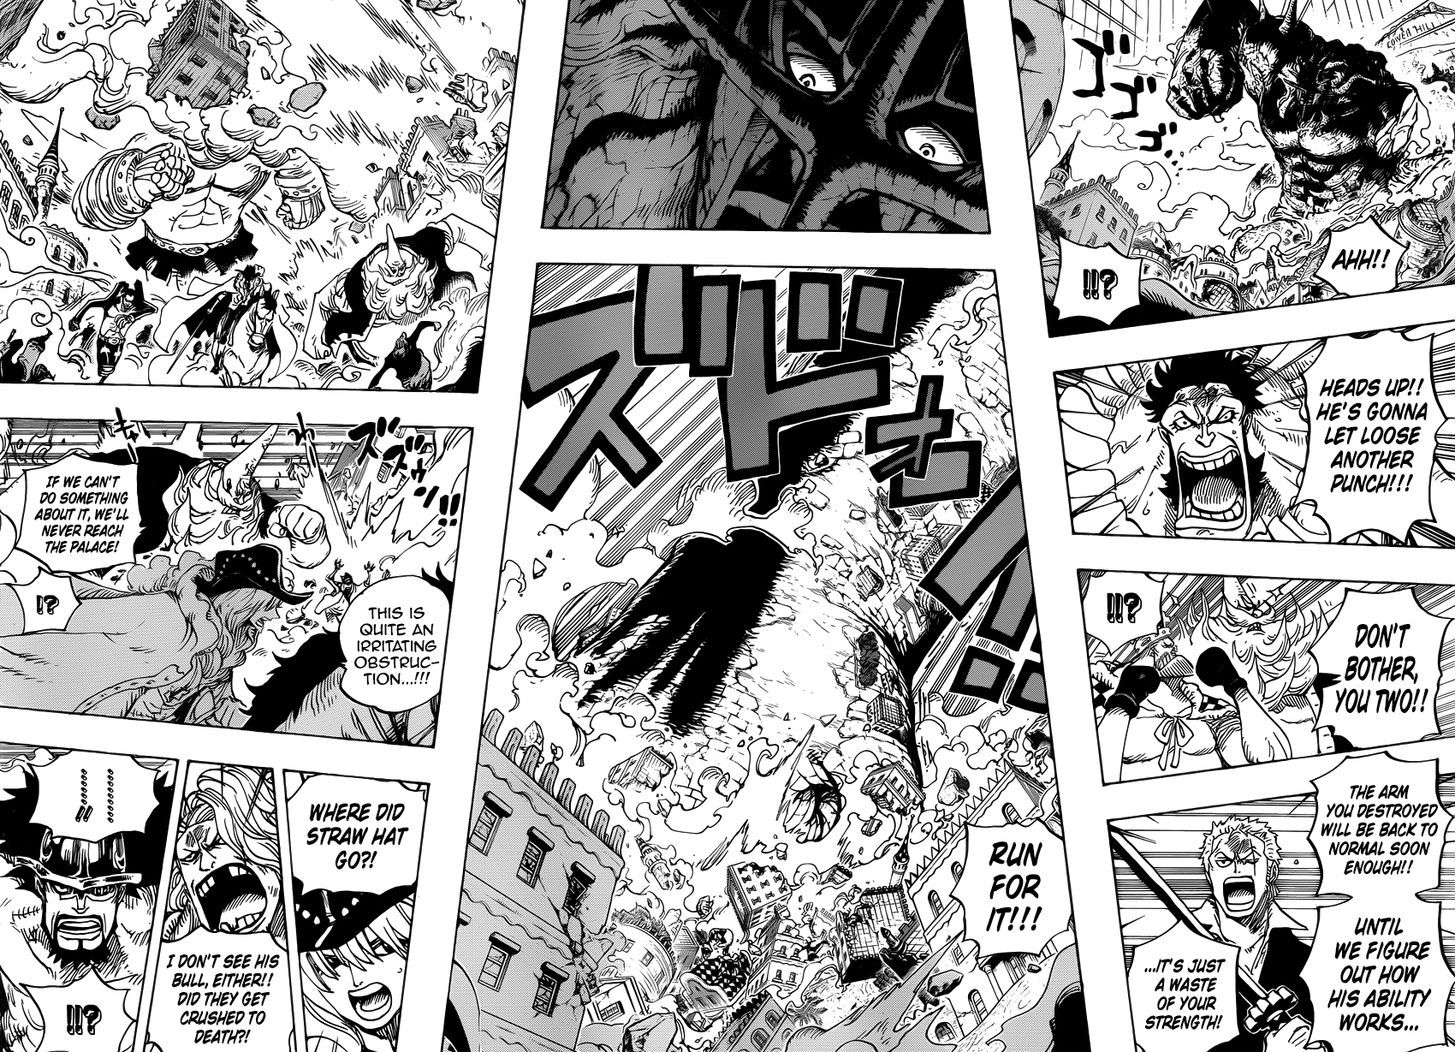 ゴゴゴ...
AHH!!
!!?
HEADS UP!!
HE'S GONNA
LET LOOSE
ANOTHER
PUNCH!!!
DON'T
BOTHER,
YOU TWO!!
!!?
THE ARM
YOU DESTROYED
WILL BE BACK TO
NORMAL SOON
ENOUGH!!
UNTIL
WE FIGURE
OUT HOW
HIS ABILITY
WORKS...
...IT'S JUST
A WASTE
OF YOUR
STRENGTH!
ズドォン!!
RUN
FOR
IT!!!
IF WE CAN'T
DO SOMETHING
ABOUT IT, WE'LL
NEVER REACH
THE PALACE!
!?
THIS IS
QUITE AN
IRRITATING
OBSTRUC-
TION...!!!
WHERE DID
STRAW HAT
GO?!
I DON'T SEE HIS
BULL, EITHER!!
DID THEY GET
CRUSHED TO
DEATH?!
!!?